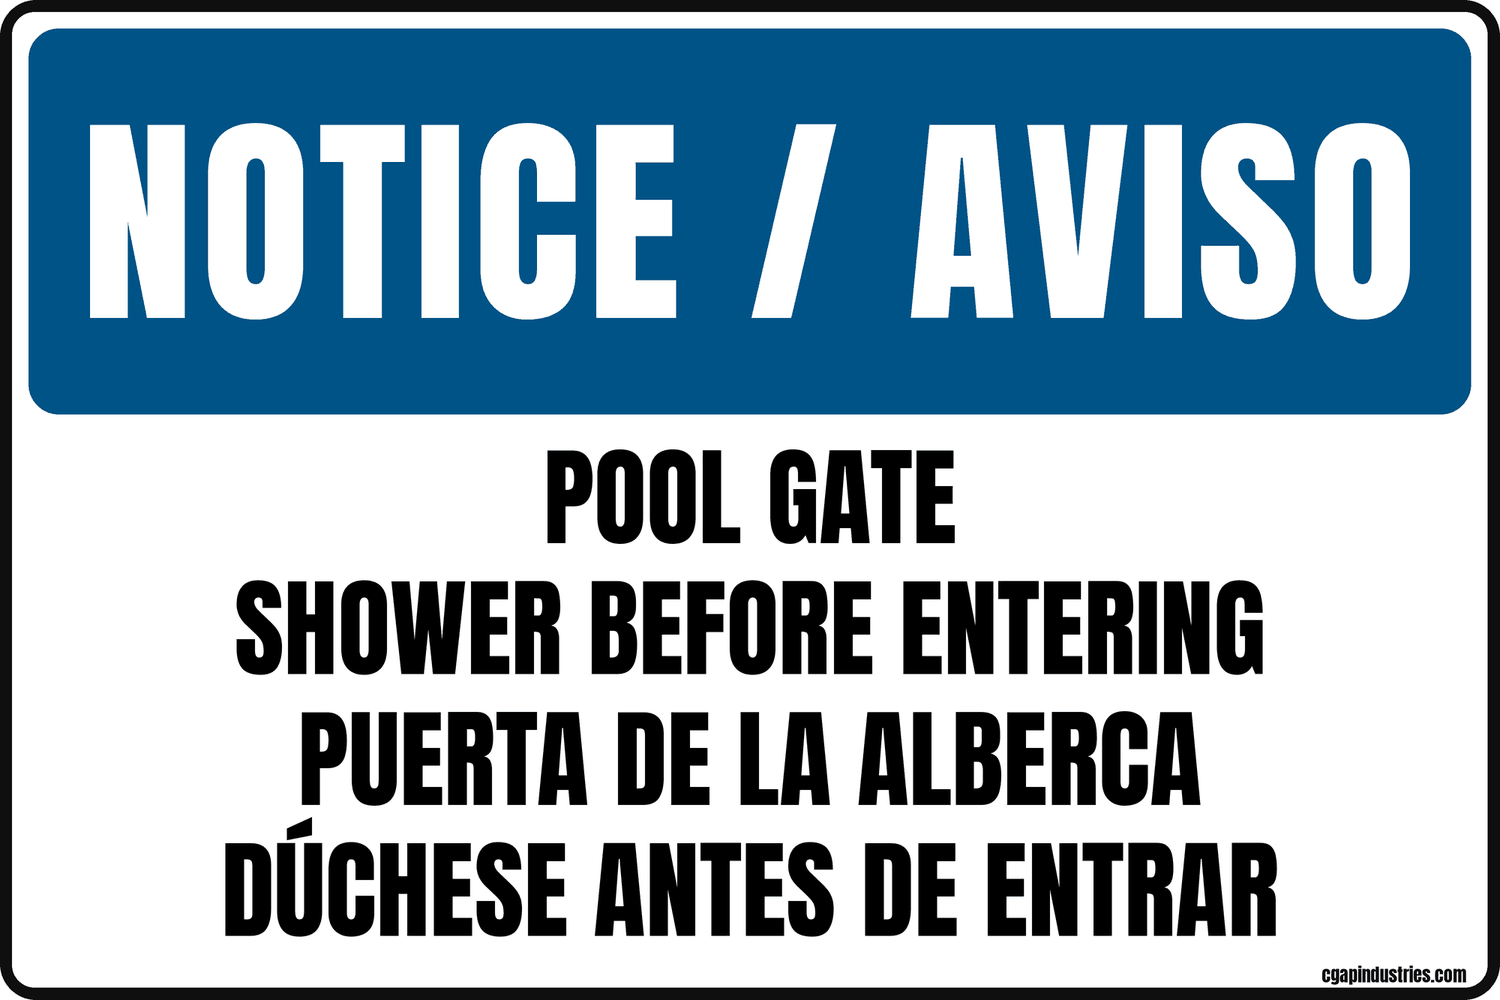 NOTICE / AVISO
POOL GATE
SHOWER BEFORE ENTERING
PUERTA DE LA ALBERCA
DÚCHESE ANTES DE ENTRAR
cgapindustries.com